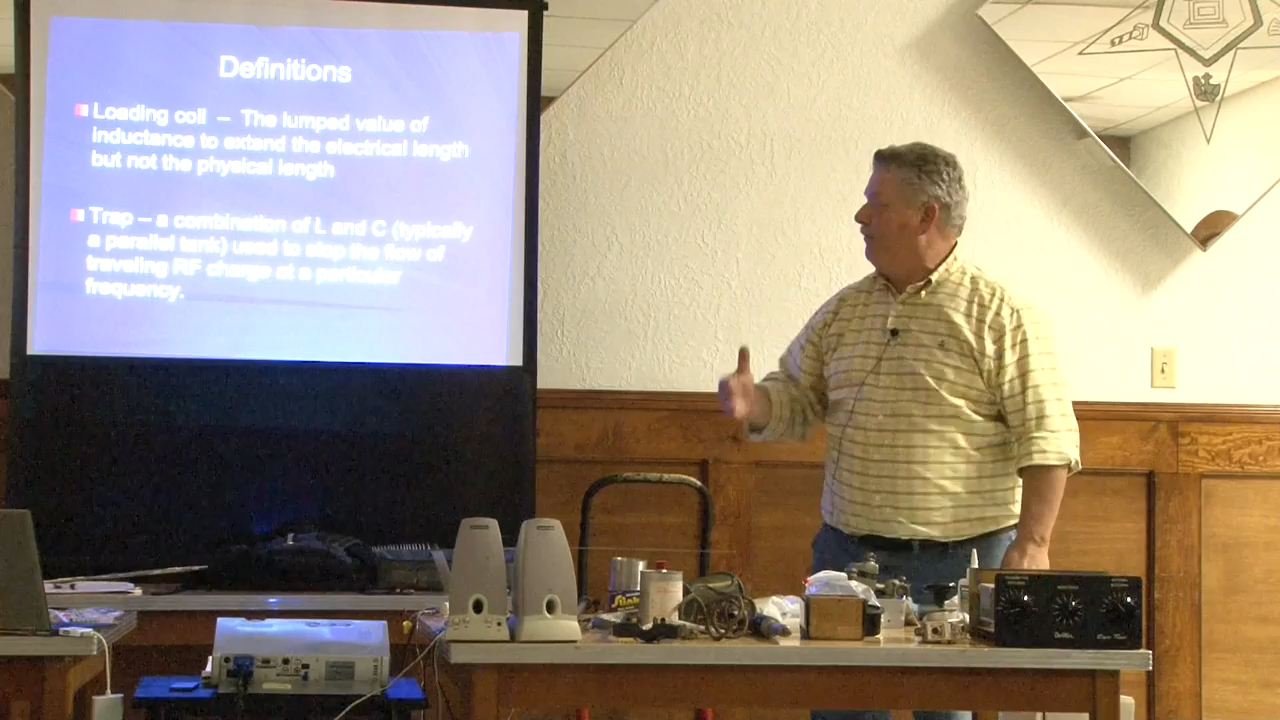 Definitions
Loading coil – The lumped value of
inductance to extend the electrical length
but not the physical length
Trap – a combination of L and C (typically
a parallel tank) used to stop the flow of
traveling RF charge at a particular
frequency.